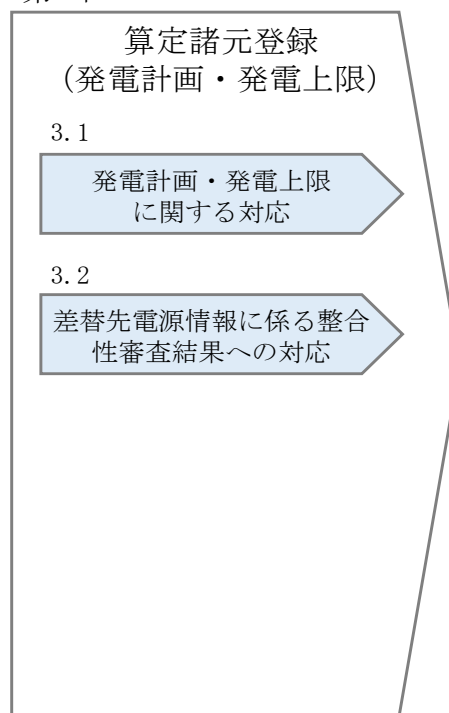 算定諸元登録
(発電計画・発電上限)
3.1
発電計画・発電上限
に関する対応
3.2
差替先電源情報に係る整合
性審査結果への対応